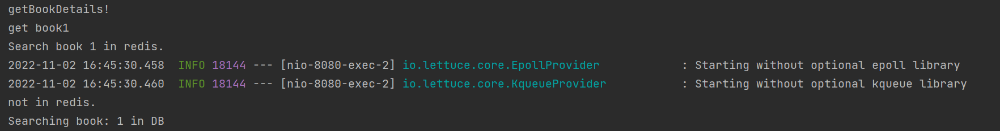 getBookDetails!
get book1
Search book 1 in redis.
2022-11-02 16:45:30.458  INFO 18144 --- [nio-8080-exec-2] io.lettuce.core.EpollProvider            : Starting without optional epoll library
2022-11-02 16:45:30.460  INFO 18144 --- [nio-8080-exec-2] io.lettuce.core.KqueueProvider           : Starting without optional kqueue library
not in redis.
Searching book: 1 in DB